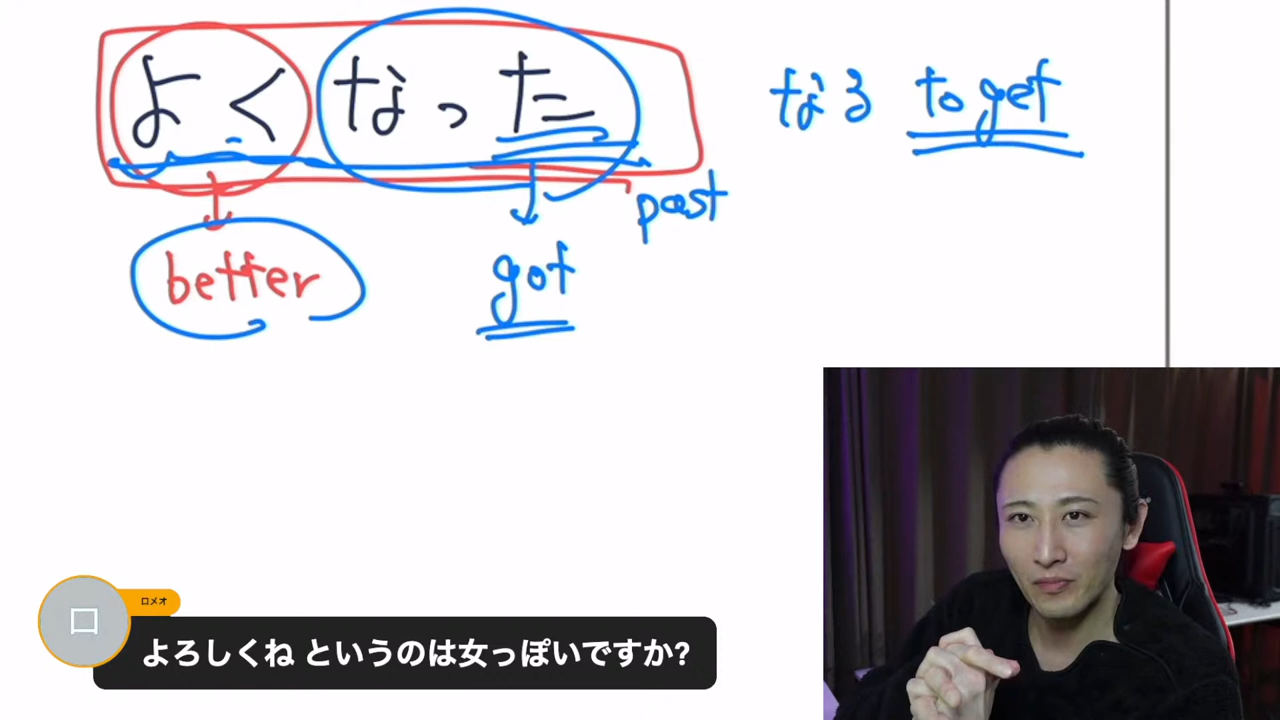 よくなった
なる to get
past
better
got
ロメオ
ロ
よろしくね というのは女っぽいですか?